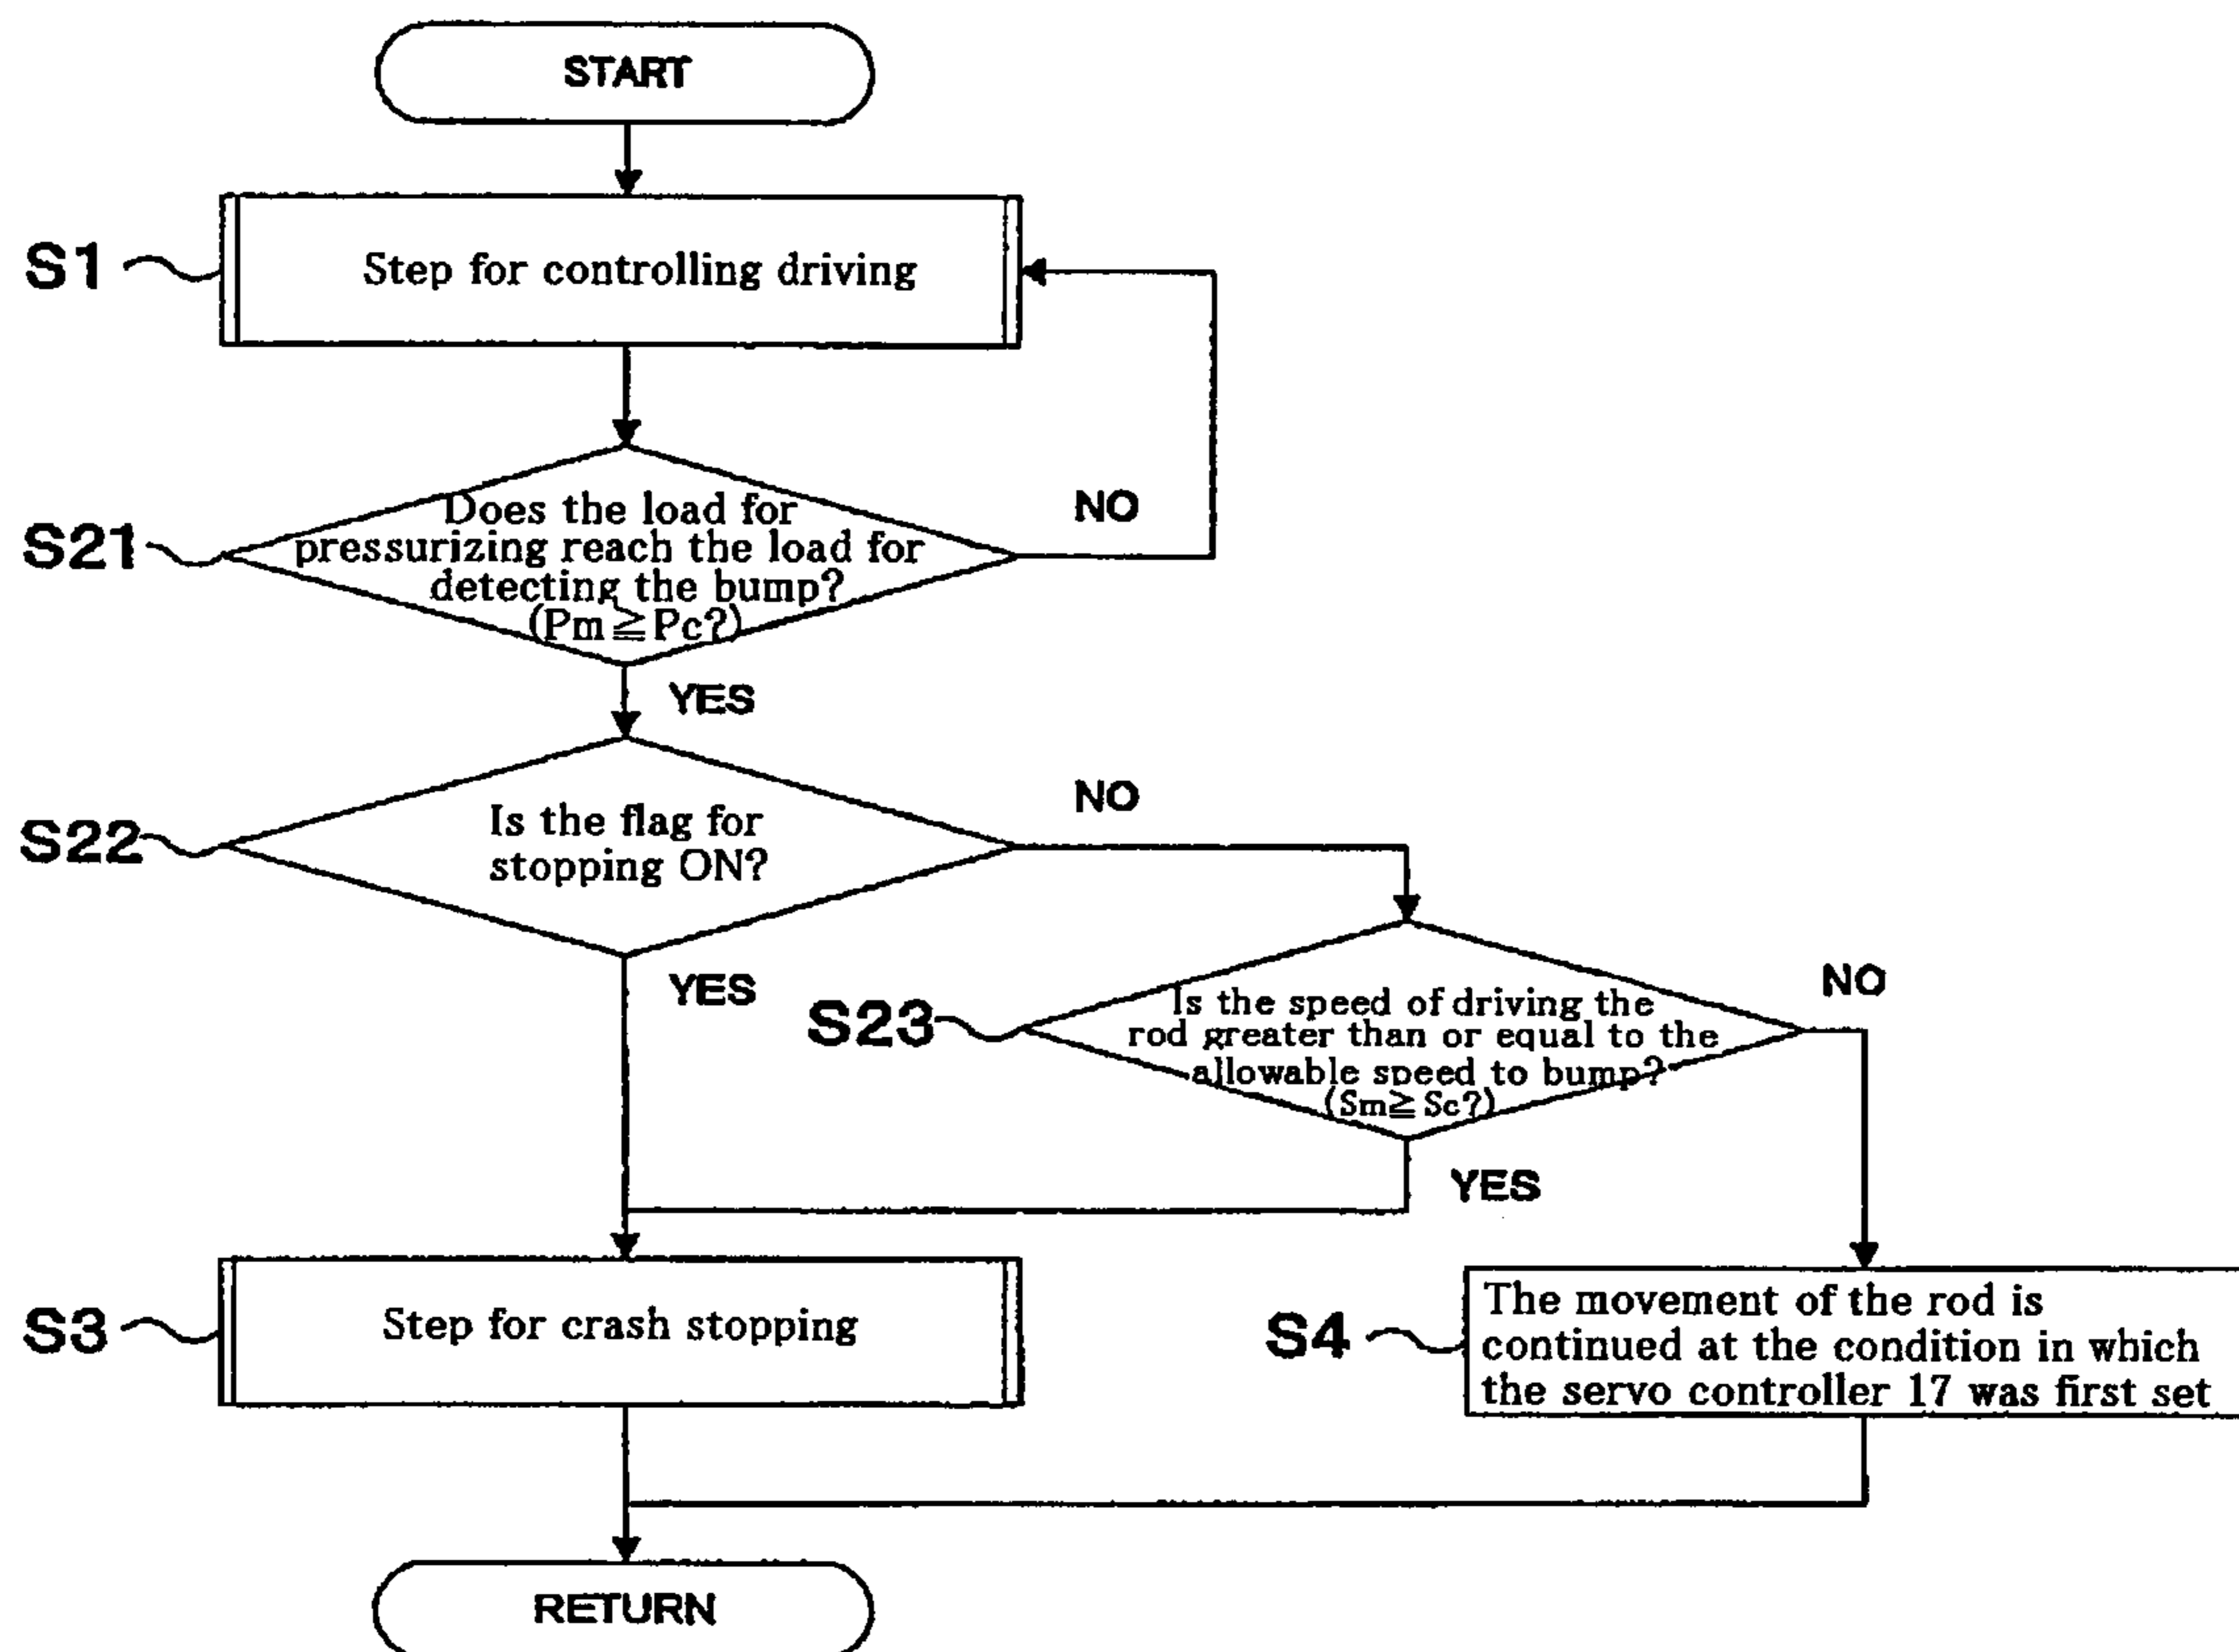 START
S1
Step for controlling driving
S21
Does the load for
pressurizing reach the load for
detecting the bump?
(Pm≧Pc?)
NO
YES
S22
Is the flag for
stopping ON?
NO
YES
S23
Is the speed of driving the
rod greater than or equal to the
allowable speed to bump?
(Sm≧Sc?)
NO
YES
S3
Step for crash stopping
S4
The movement of the rod is
continued at the condition in which
the servo controller 17 was first set
RETURN